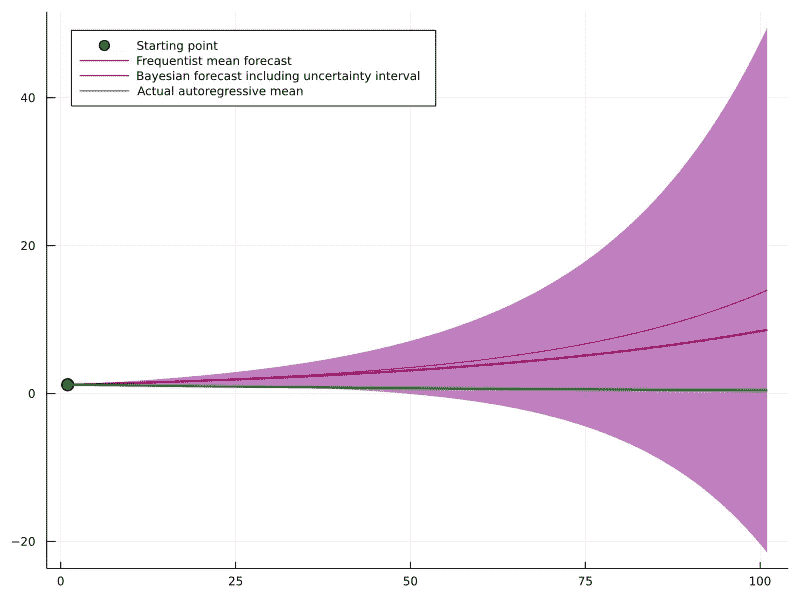 Starting point
Frequentist mean forecast
Bayesian forecast including uncertainty interval
Actual autoregressive mean
40
20
0
−20
0 25 50 75 100